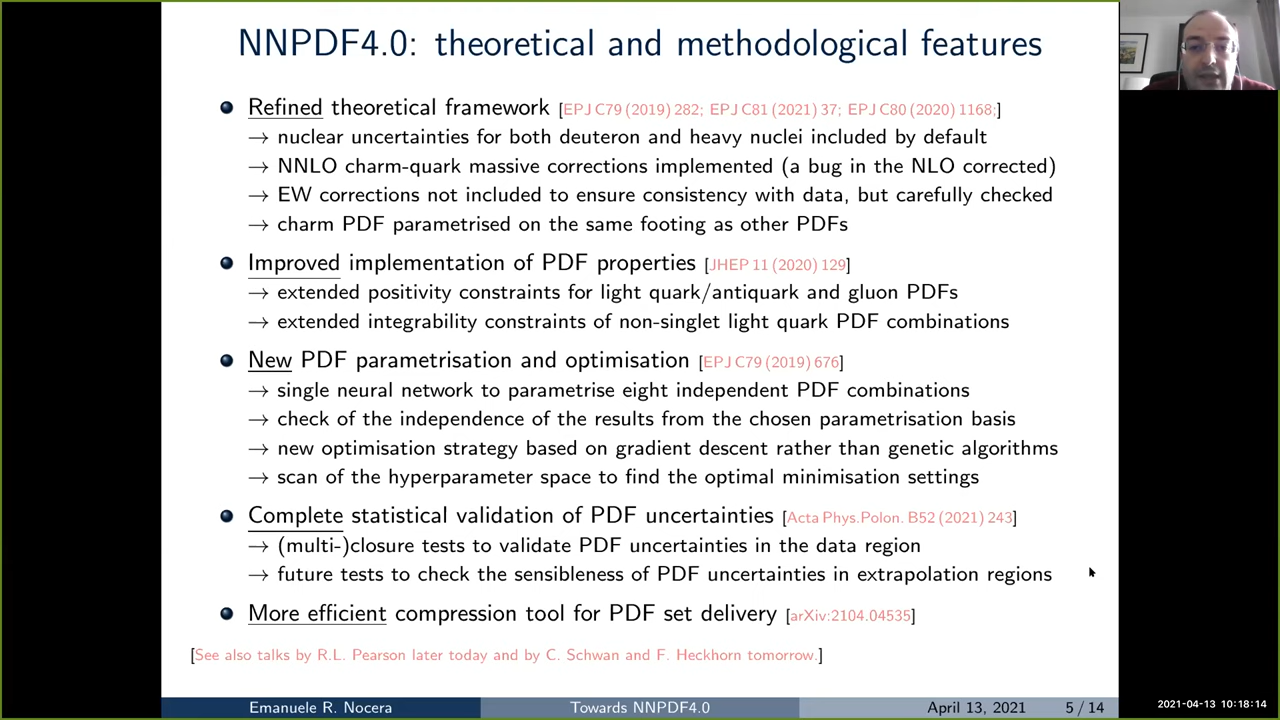 NNPDF4.0: theoretical and methodological features
Refined theoretical framework [EPJ C79 (2019) 282; EPJ C81 (2021) 37; EPJ C80 (2020) 1168;]
→ nuclear uncertainties for both deuteron and heavy nuclei included by default
→ NNLO charm-quark massive corrections implemented (a bug in the NLO corrected)
→ EW corrections not included to ensure consistency with data, but carefully checked
→ charm PDF parametrised on the same footing as other PDFs
Improved implementation of PDF properties [JHEP 11 (2020) 129]
→ extended positivity constraints for light quark/antiquark and gluon PDFs
→ extended integrability constraints of non-singlet light quark PDF combinations
New PDF parametrisation and optimisation [EPJ C79 (2019) 676]
→ single neural network to parametrise eight independent PDF combinations
→ check of the independence of the results from the chosen parametrisation basis
→ new optimisation strategy based on gradient descent rather than genetic algorithms
→ scan of the hyperparameter space to find the optimal minimisation settings
Complete statistical validation of PDF uncertainties [Acta Phys.Polon. B52 (2021) 243]
→ (multi-)closure tests to validate PDF uncertainties in the data region
→ future tests to check the sensibleness of PDF uncertainties in extrapolation regions
More efficient compression tool for PDF set delivery [arXiv:2104.04535]
[See also talks by R.L. Pearson later today and by C. Schwan and F. Heckhorn tomorrow.]
Emanuele R. Nocera Towards NNPDF4.0 April 13, 2021 5 / 14
2021-04-13 10:18:14